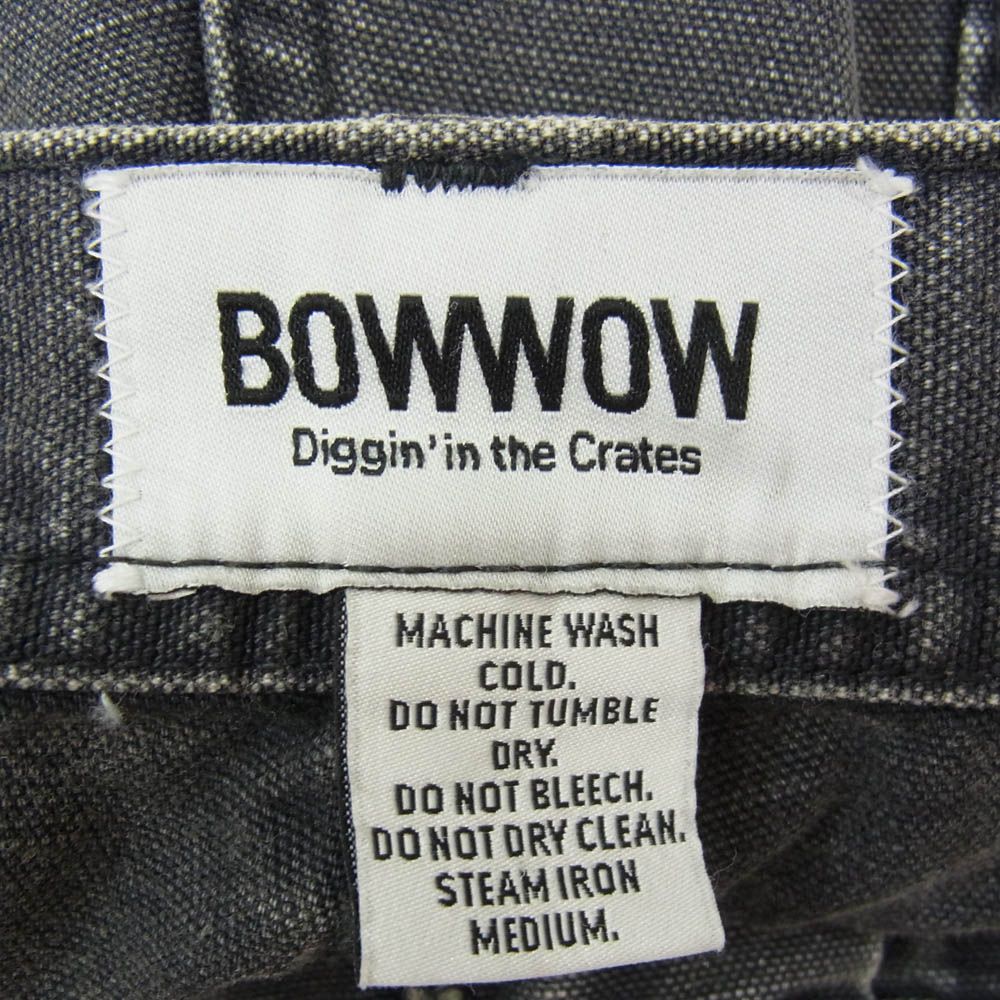 BOWWOW
Diggin' in the Crates
MACHINE WASH
COLD.
DO NOT TUMBLE
DRY.
DO NOT BLEECH.
DO NOT DRY CLEAN.
STEAM IRON
MEDIUM.